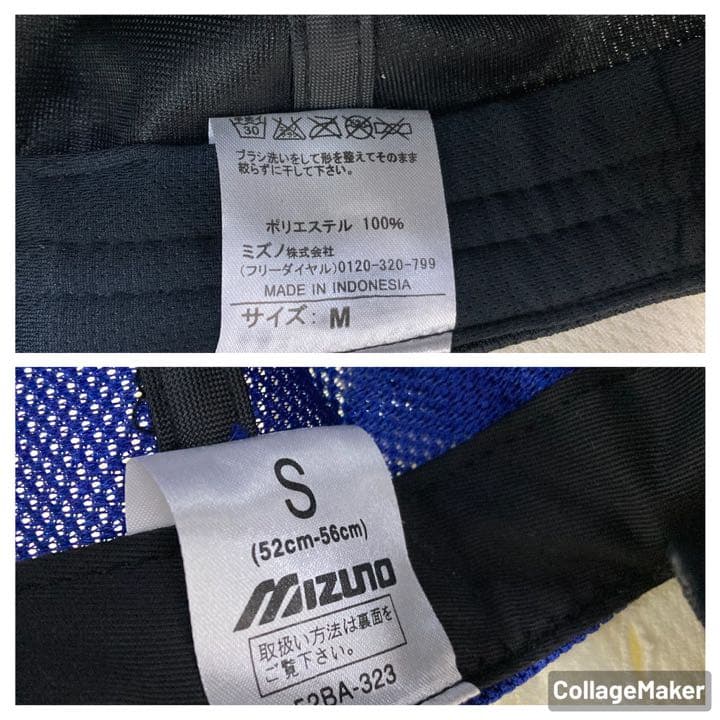 30
ブラシ洗いをして形を整えてそのまま
絞らずに干して下さい。
ポリエステル 100%
ミズノ株式会社
(フリーダイヤル)0120-320-799
MADE IN INDONESIA
サイズ: M
S
(52cm-56cm)
MIZUNO
取扱い方法は裏面を
ご覧下さい。
52BA-323
CollageMaker